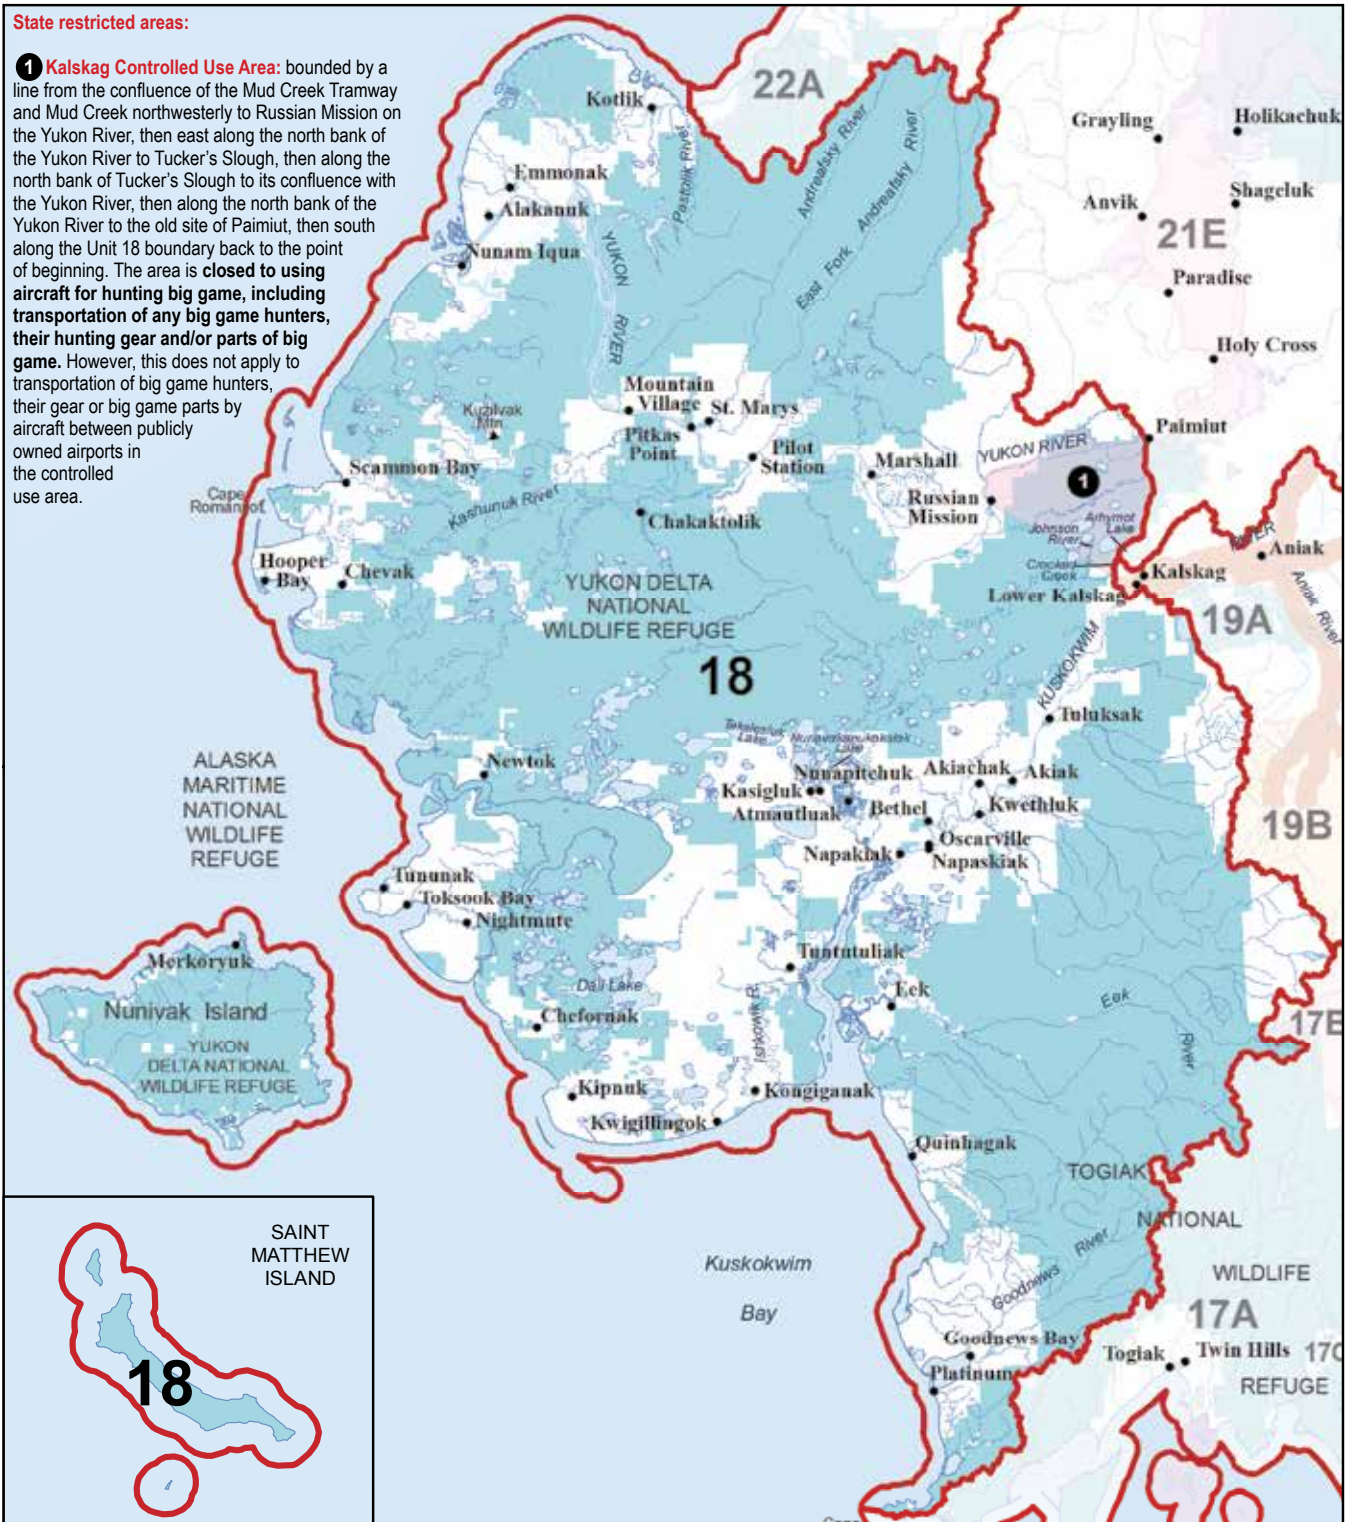 State restricted areas:
1 Kalskag Controlled Use Area: bounded by a
line from the confluence of the Mud Creek Tramway
and Mud Creek northwesterly to Russian Mission on
the Yukon River, then east along the north bank of
the Yukon River to Tucker's Slough, then along the
north bank of Tucker's Slough to its confluence with
the Yukon River, then along the north bank of the
Yukon River to the old site of Paimiut, then south
along the Unit 18 boundary back to the point
of beginning. The area is closed to using
aircraft for hunting big game, including
transportation of any big game hunters,
their hunting gear and/or parts of big
game. However, this does not apply to
transportation of big game hunters,
their gear or big game parts by
aircraft between publicly
owned airports in
the controlled
use area.
22A
Kotlik
Pastolik River
Andreafsky River
East Fork Andreafsky River
Grayling
Holikachuk
Emmonak
Alakanuk
Nunam Iqua
YUKON
RIVER
Anvik
Shageluk
21E
Paradise
Holy Cross
Mountain
Village
St. Marys
Pitkas
Point
Pilot
Station
Kuzilvak
Mtn
Scammon Bay
Kashunuk River
Cape
Romanzof
Marshall
YUKON RIVER
Paimiut
1
Russian
Mission
Chakaktolik
Johnson
River
Arhymot
Lake
Crooked
Creek
RIVER
Aniak
Aniak River
Kalskag
Lower Kalskag
19A
Hooper
Bay
Chevak
YUKON DELTA
NATIONAL
WILDLIFE REFUGE
18
KUSKOKWIM
Tuluksak
ALASKA
MARITIME
NATIONAL
WILDLIFE
REFUGE
Newtok
Lake
Lake
Nunapitchuk
Akiachak
Akiak
Kasigluk
Atmautluak
Bethel
Kwethluk
Oscarville
Napakiak
Napaskiak
19B
Tununak
Toksook Bay
Nightmute
Merkoryuk
Nunivak Island
YUKON
DELTA NATIONAL
WILDLIFE REFUGE
Dall Lake
Tuntutuliak
Eek
Eek
River
17B
Chefornak
Ishkowik R.
Kipnuk
Kongiganak
Kwigillingok
Quinhagak
TOGIAK
NATIONAL
WILDLIFE
REFUGE
SAINT
MATTHEW
ISLAND
18
Kuskokwim
Bay
Goodnews River
17A
Goodnews Bay
Platinum
Togiak
Twin Hills
17C